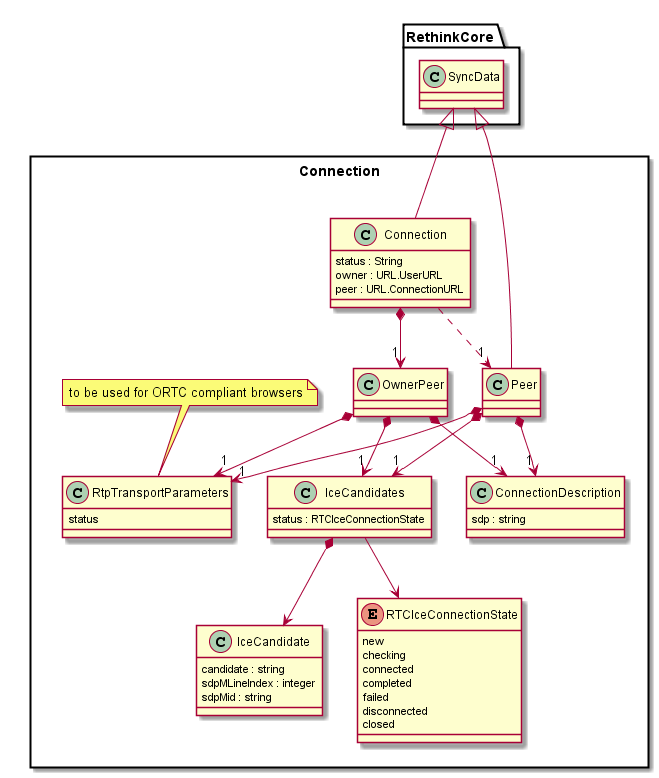 RethinkCore
C SyncData
Connection
C Connection
status : String
owner : URL.UserURL
peer : URL.ConnectionURL
1
1
to be used for ORTC compliant browsers
C OwnerPeer
C Peer
1
1
1
1
1
1
C RtpTransportParameters
status
C IceCandidates
status : RTCIceConnectionState
C ConnectionDescription
sdp : string
C IceCandidate
candidate : string
sdpMLineIndex : integer
sdpMid : string
E RTCIceConnectionState
new
checking
connected
completed
failed
disconnected
closed